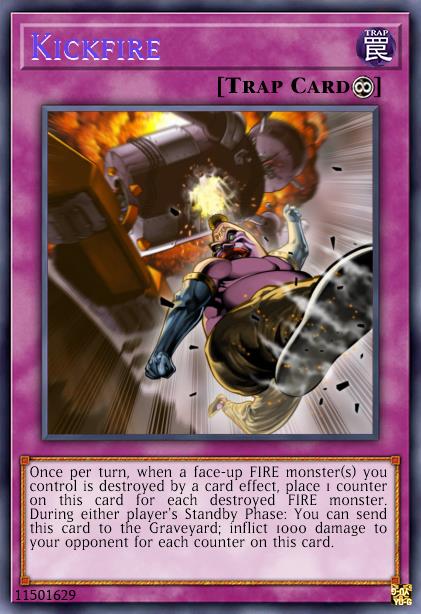 Kickfire
TRAP
罠
[Trap Card]
Once per turn, when a face-up FIRE monster(s) you
control is destroyed by a card effect, place 1 counter
on this card for each destroyed FIRE monster.
During either player's Standby Phase: You can send
this card to the Graveyard; inflict 1000 damage to
your opponent for each counter on this card.
11501629